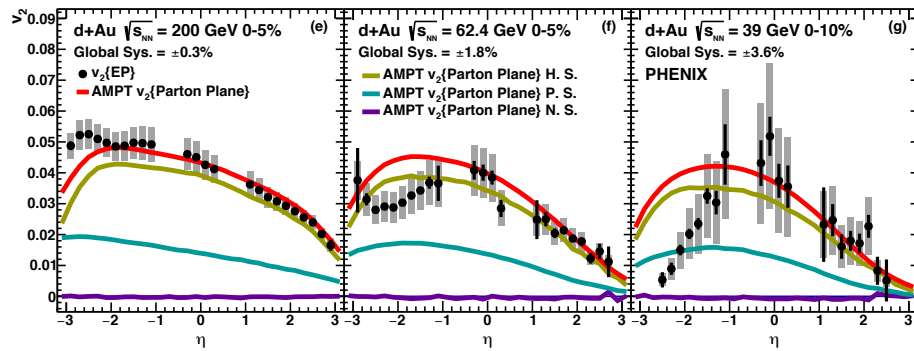 v₂
0.09
0.08
0.07
0.06
0.05
0.04
0.03
0.02
0.01
0
d+Au √s_NN = 200 GeV 0-5% (e)
Global Sys. = ±0.3%
v₂{EP}
AMPT v₂{Parton Plane}
−3 −2 −1 0 1 2 3
η
d+Au √s_NN = 62.4 GeV 0-5% (f)
Global Sys. = ±1.8%
AMPT v₂{Parton Plane} H. S.
AMPT v₂{Parton Plane} P. S.
AMPT v₂{Parton Plane} N. S.
−3 −2 −1 0 1 2 3
η
d+Au √s_NN = 39 GeV 0-10% (g)
Global Sys. = ±3.6%
PHENIX
−3 −2 −1 0 1 2 3
η